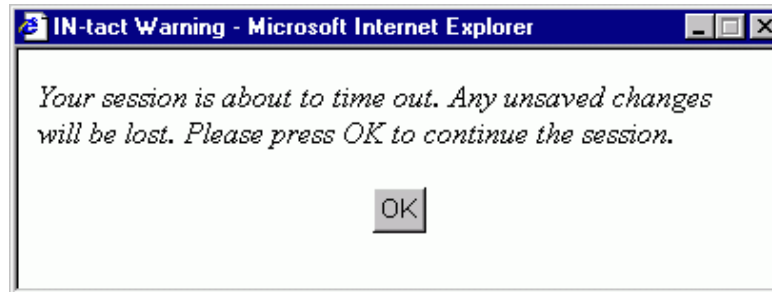 IN-tact Warning - Microsoft Internet Explorer
Your session is about to time out. Any unsaved changes
will be lost. Please press OK to continue the session.
OK